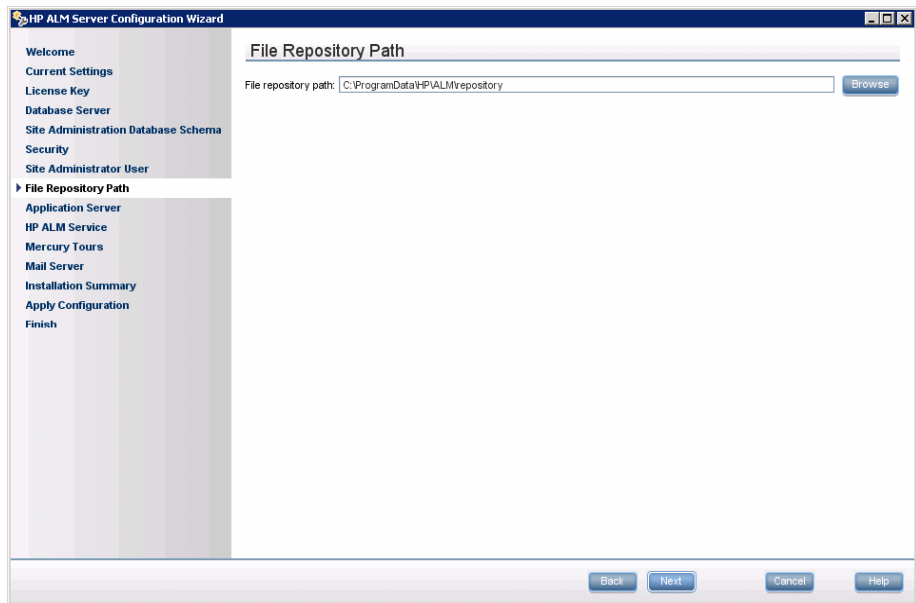 HP ALM Server Configuration Wizard
Welcome
Current Settings
License Key
Database Server
Site Administration Database Schema
Security
Site Administrator User
File Repository Path
Application Server
HP ALM Service
Mercury Tours
Mail Server
Installation Summary
Apply Configuration
Finish
File Repository Path
File repository path: C:\ProgramData\HP\ALM\repository Browse
Back Next Cancel Help